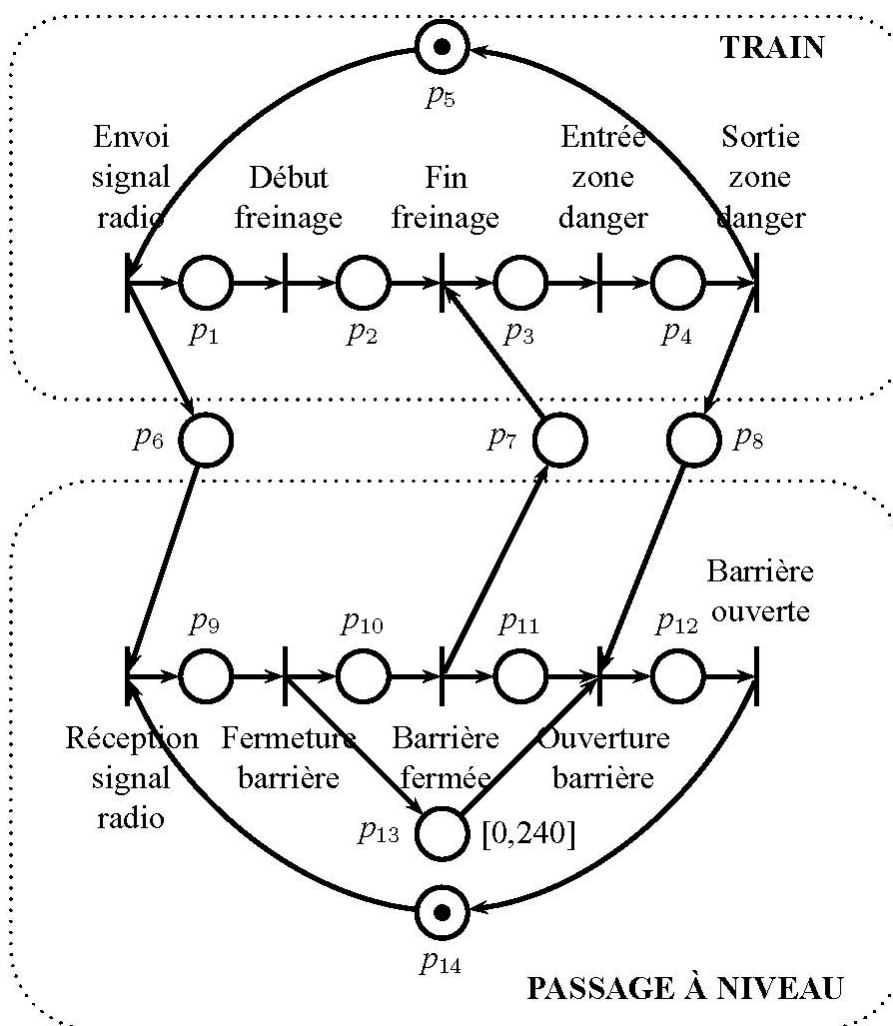 TRAIN
p5
Envoi
signal
radio
Début
freinage
Fin
freinage
Entrée
zone
danger
Sortie
zone
danger
p1
p2
p3
p4
p6
p7
p8
Barrière
ouverte
p9
p10
p11
p12
Réception
signal
radio
Fermeture
barrière
Barrière
fermée
Ouverture
barrière
p13
[0,240]
p14
PASSAGE À NIVEAU